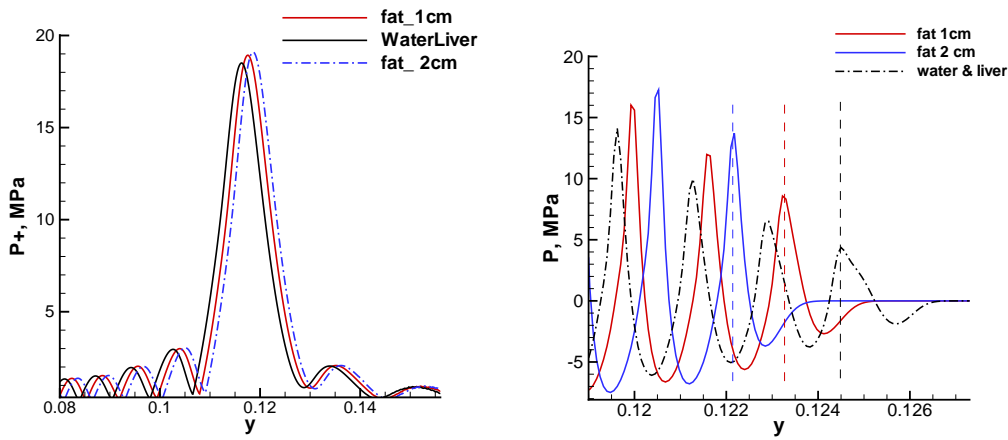 fat_1cm
WaterLiver
fat_ 2cm
P+, MPa
20
15
10
5
0.08
0.1
0.12
0.14
y
fat 1cm
fat 2 cm
water & liver
P, MPa
20
15
10
5
0
-5
0.12
0.122
0.124
0.126
y